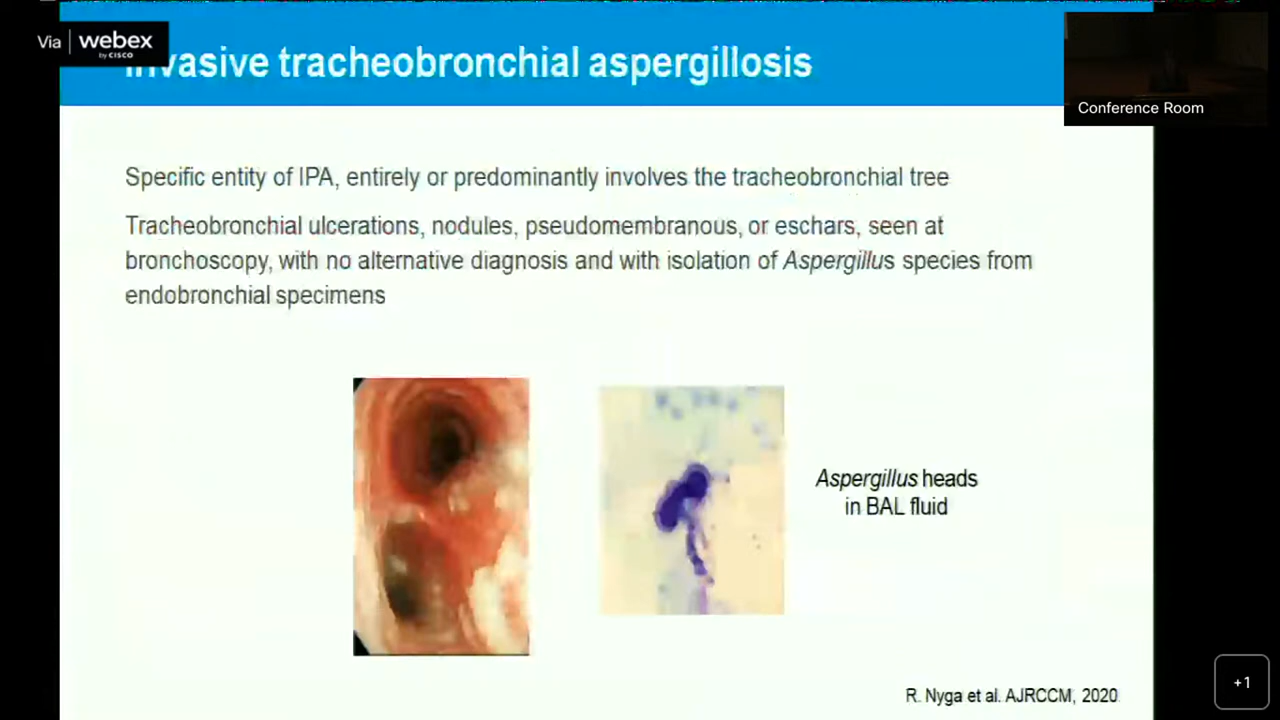 Via webex
by CISCO
Invasive tracheobronchial aspergillosis
Conference Room
Specific entity of IPA, entirely or predominantly involves the tracheobronchial tree
Tracheobronchial ulcerations, nodules, pseudomembranous, or eschars, seen at
bronchoscopy, with no alternative diagnosis and with isolation of Aspergillus species from
endobronchial specimens
Aspergillus heads
in BAL fluid
R. Nyga et al. AJRCCM, 2020
+1